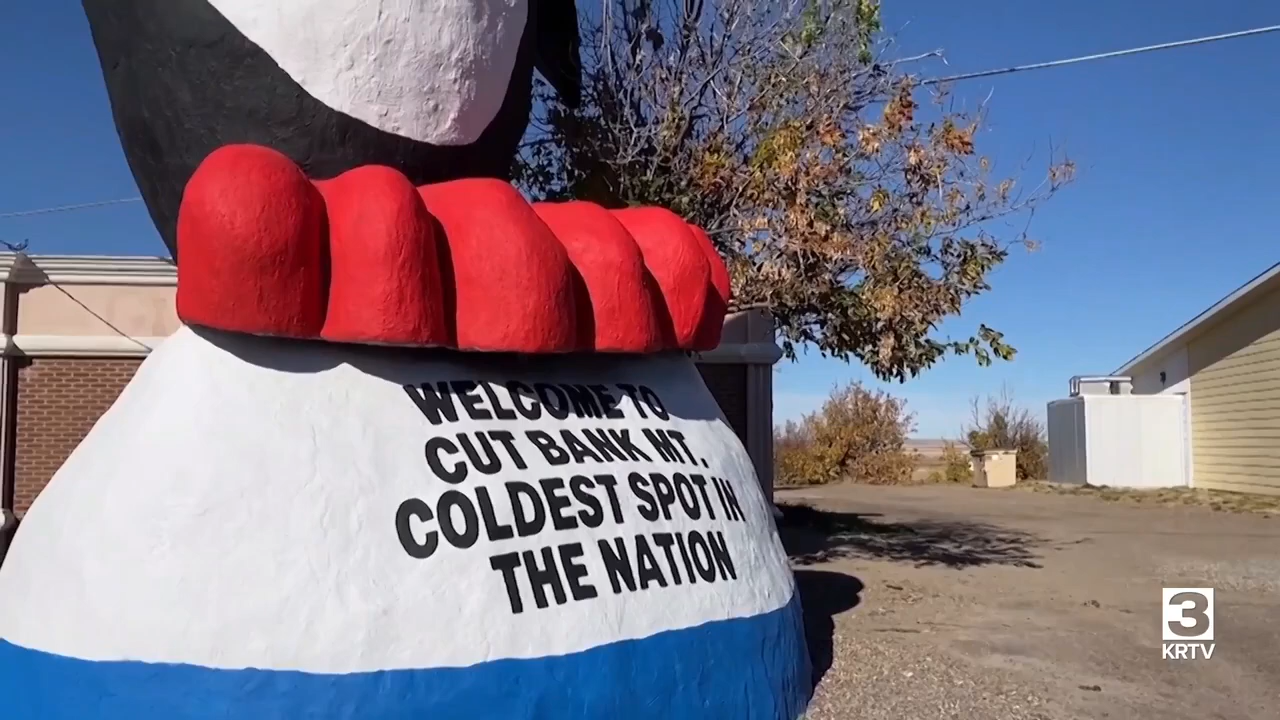 WELCOME TO
CUT BANK MT.
COLDEST SPOT IN
THE NATION
3
KRTV